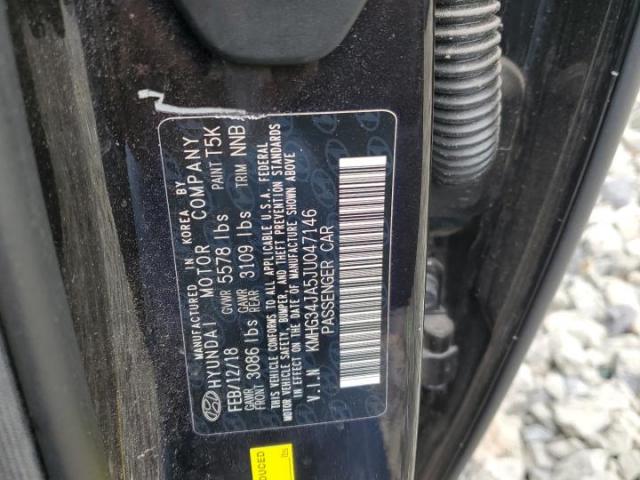 MANUFACTURED IN KOREA BY
HYUNDAI MOTOR COMPANY
FEB/12/18 GVWR 5578 lbs PAINT T5K
GAWR FRONT 3086 lbs GAWR REAR 3109 lbs TRIM NNB
THIS VEHICLE CONFORMS TO ALL APPLICABLE U.S.A. FEDERAL
MOTOR VEHICLE SAFETY, BUMPER, AND THEFT PREVENTION STANDARDS
IN EFFECT ON THE DATE OF MANUFACTURE SHOWN ABOVE
V.I.N KMHG34JA5JU047146
PASSENGER CAR
DUCED
lbs